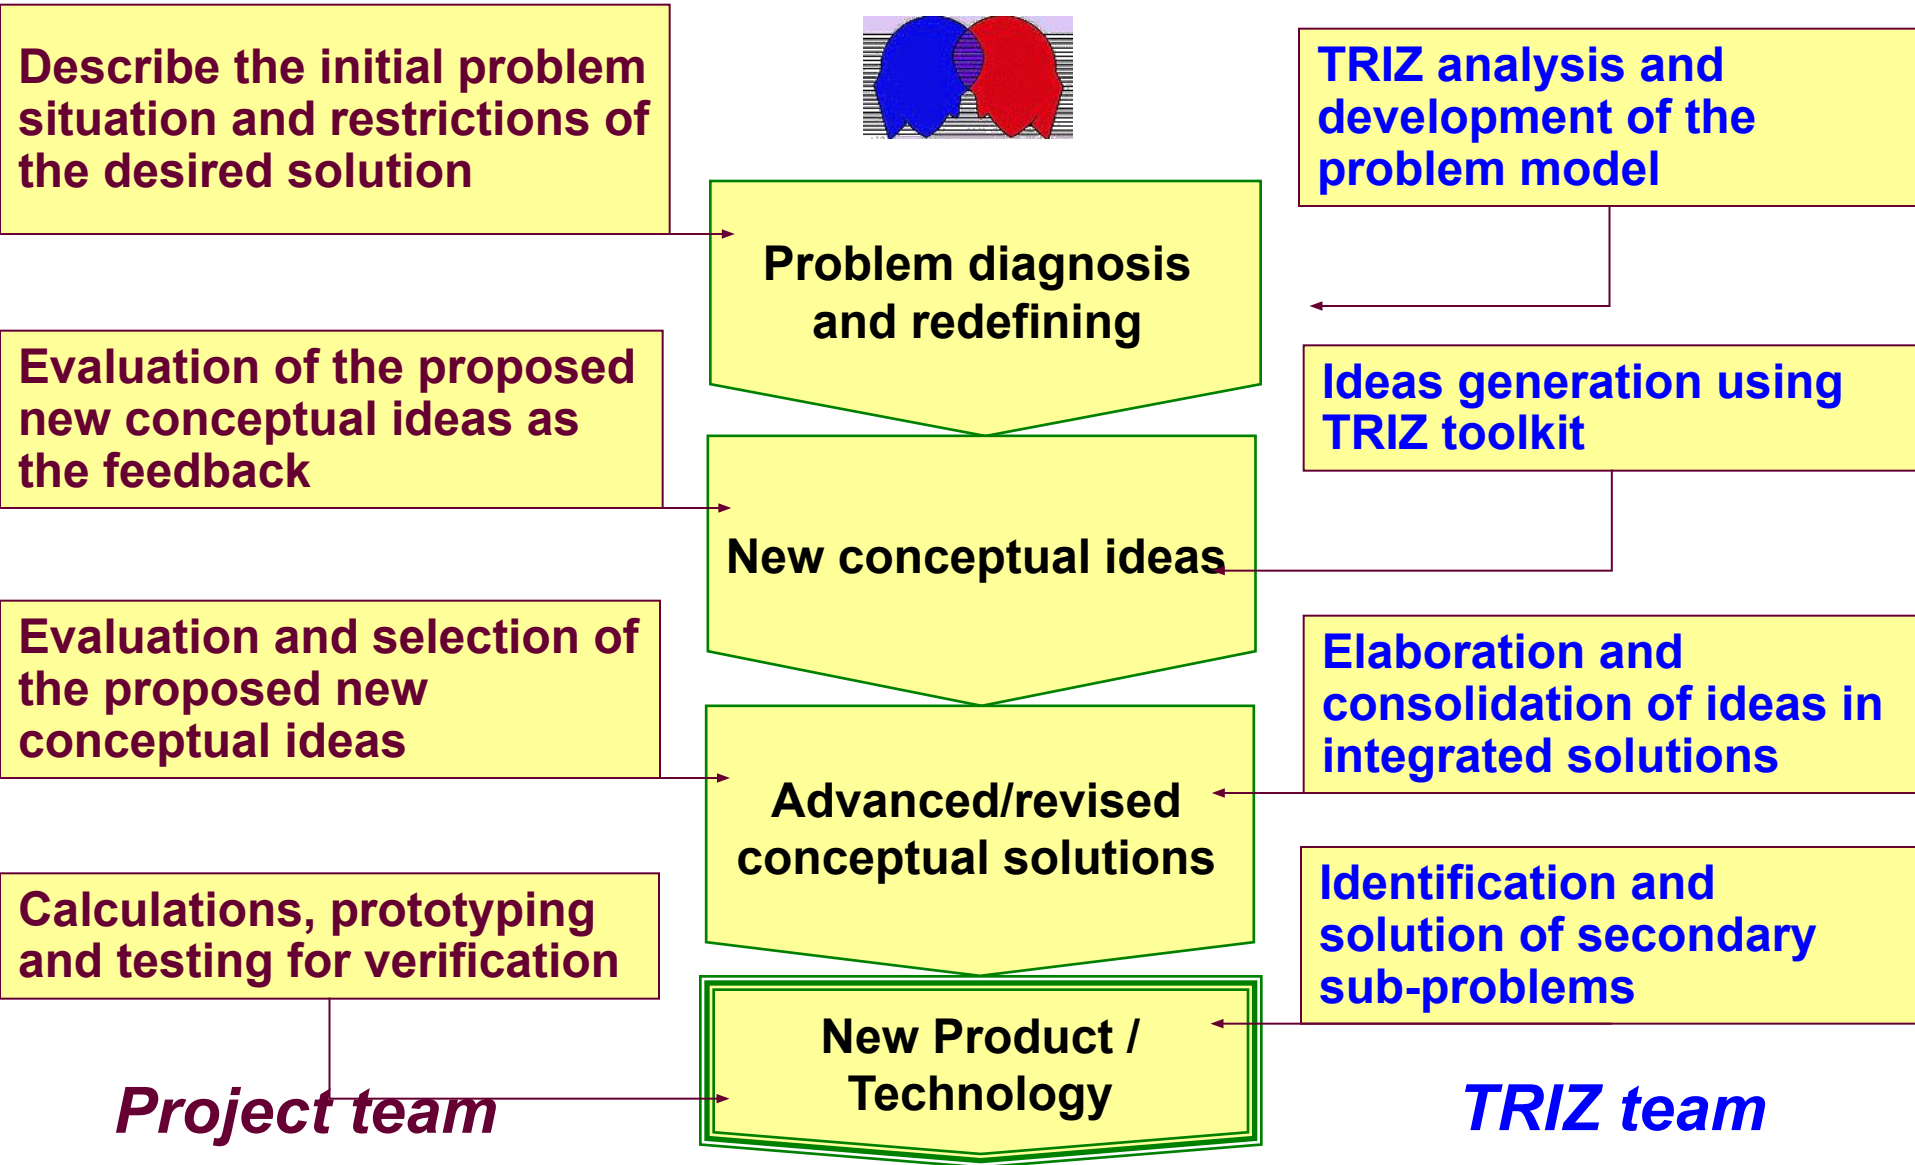 Describe the initial problem
situation and restrictions of
the desired solution
TRIZ analysis and
development of the
problem model
Problem diagnosis
and redefining
Evaluation of the proposed
new conceptual ideas as
the feedback
Ideas generation using
TRIZ toolkit
New conceptual ideas
Evaluation and selection of
the proposed new
conceptual ideas
Elaboration and
consolidation of ideas in
integrated solutions
Advanced/revised
conceptual solutions
Calculations, prototyping
and testing for verification
Identification and
solution of secondary
sub-problems
New Product /
Technology
Project team
TRIZ team